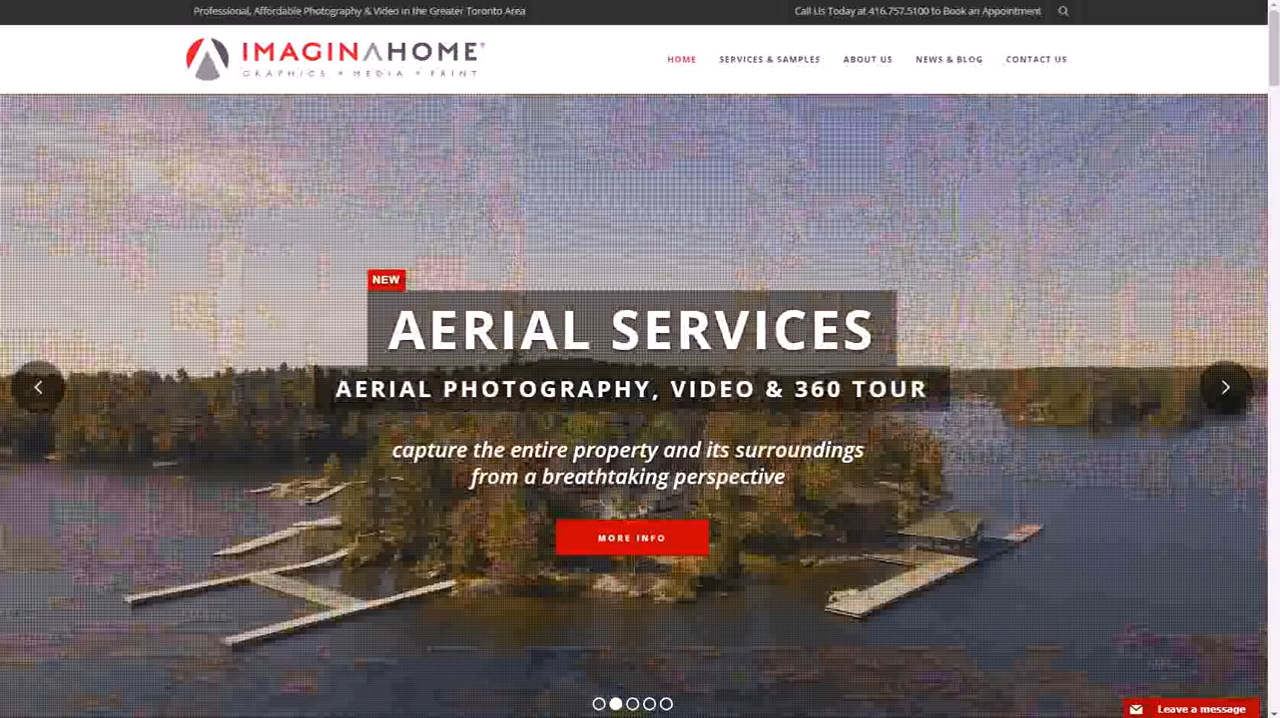 Professional, Affordable Photography & Video in the Greater Toronto Area
Call Us Today at 416.757.5100 to Book an Appointment
IMAGINAHOME
GRAPHICS + MEDIA + PRINT
HOME
SERVICES & SAMPLES
ABOUT US
NEWS & BLOG
CONTACT US
NEW
AERIAL SERVICES
AERIAL PHOTOGRAPHY, VIDEO & 360 TOUR
capture the entire property and its surroundings
from a breathtaking perspective
MORE INFO
Leave a message